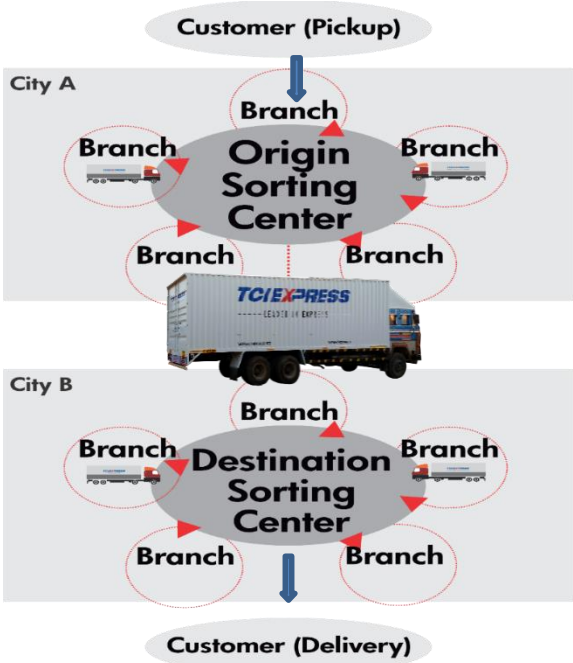 Customer (Pickup)
City A
Branch
Branch
Branch
Origin
Sorting
Center
Branch
Branch
TCIEXPRESS
LEADER IN EXPRESS
City B
Branch
Branch
Branch
Destination
Sorting
Center
Branch
Branch
Customer (Delivery)